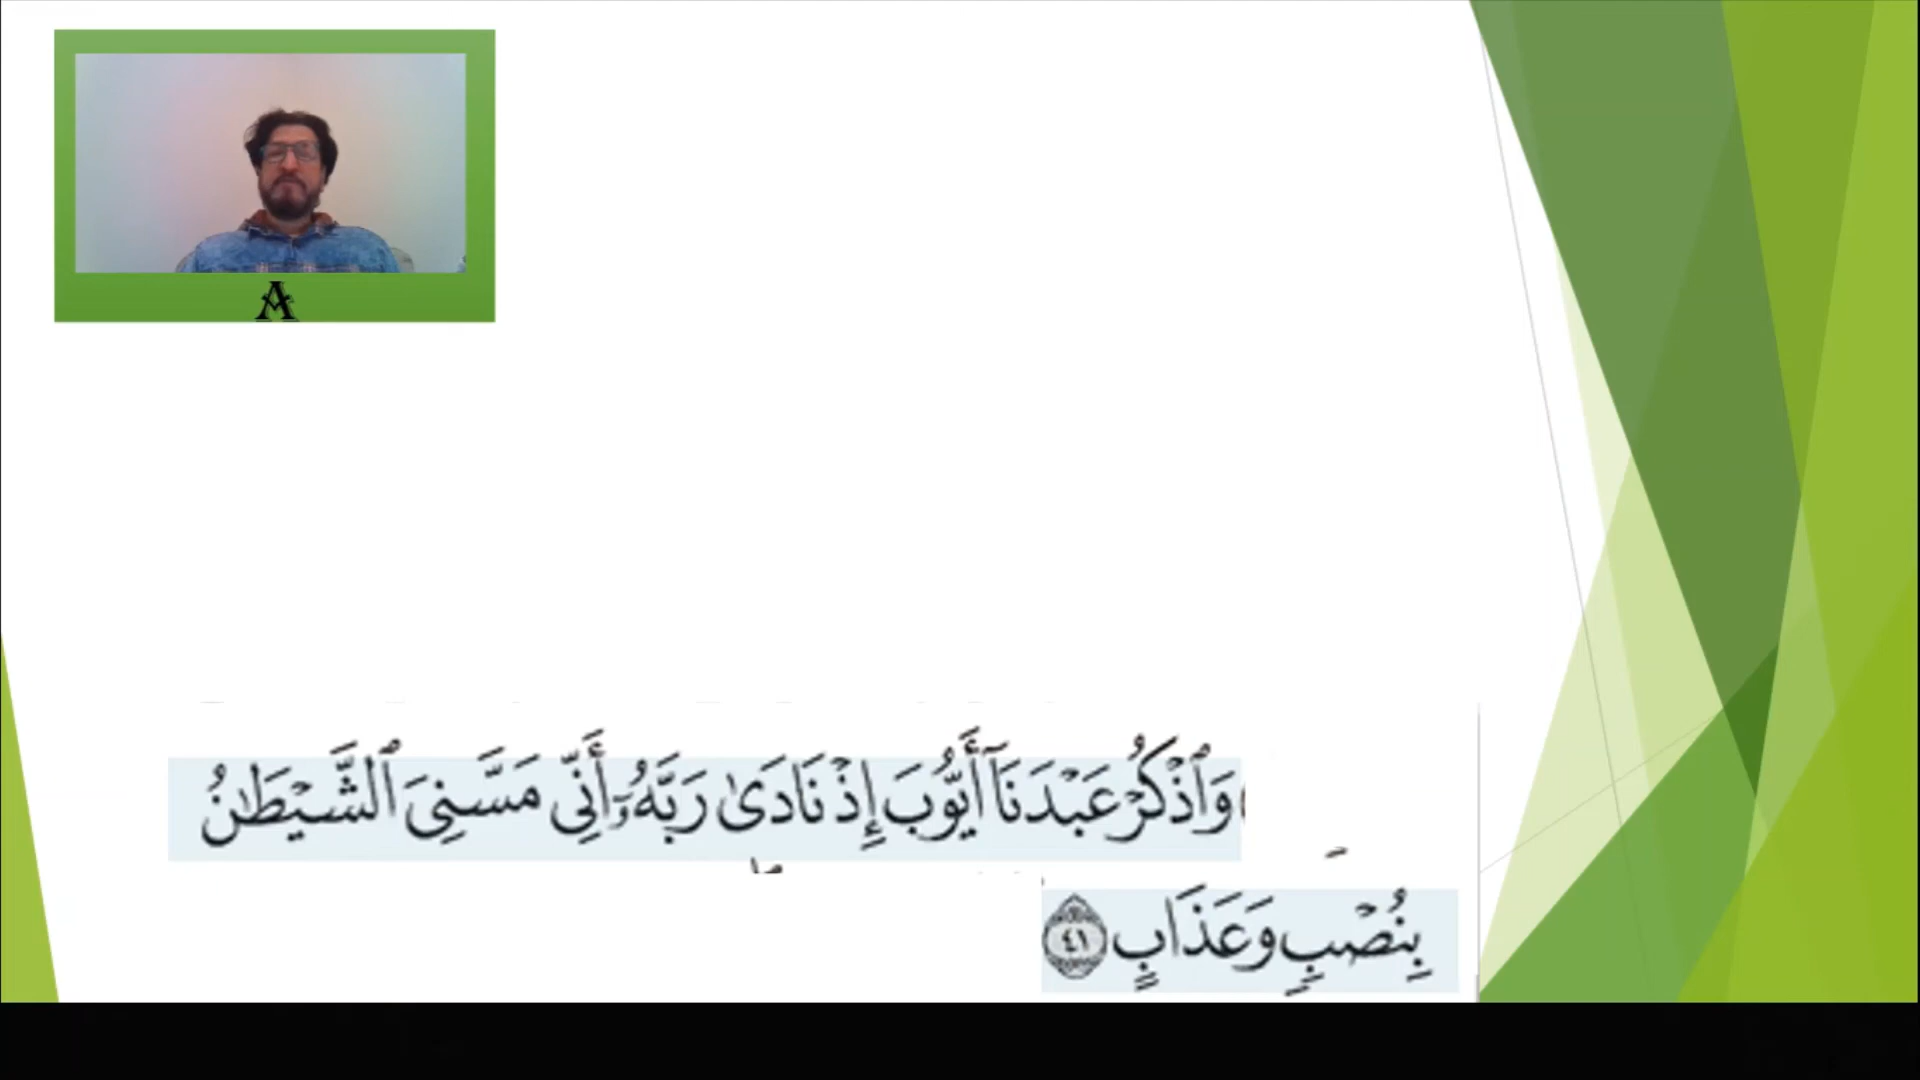 A
وَٱذۡكُرۡ عَبۡدَنَآ أَيُّوبَ إِذۡ نَادَىٰ رَبَّهُۥٓ أَنِّي مَسَّنِيَ ٱلشَّيۡطَٰنُ
بِنُصۡبٖ وَعَذَابٍ ٤١